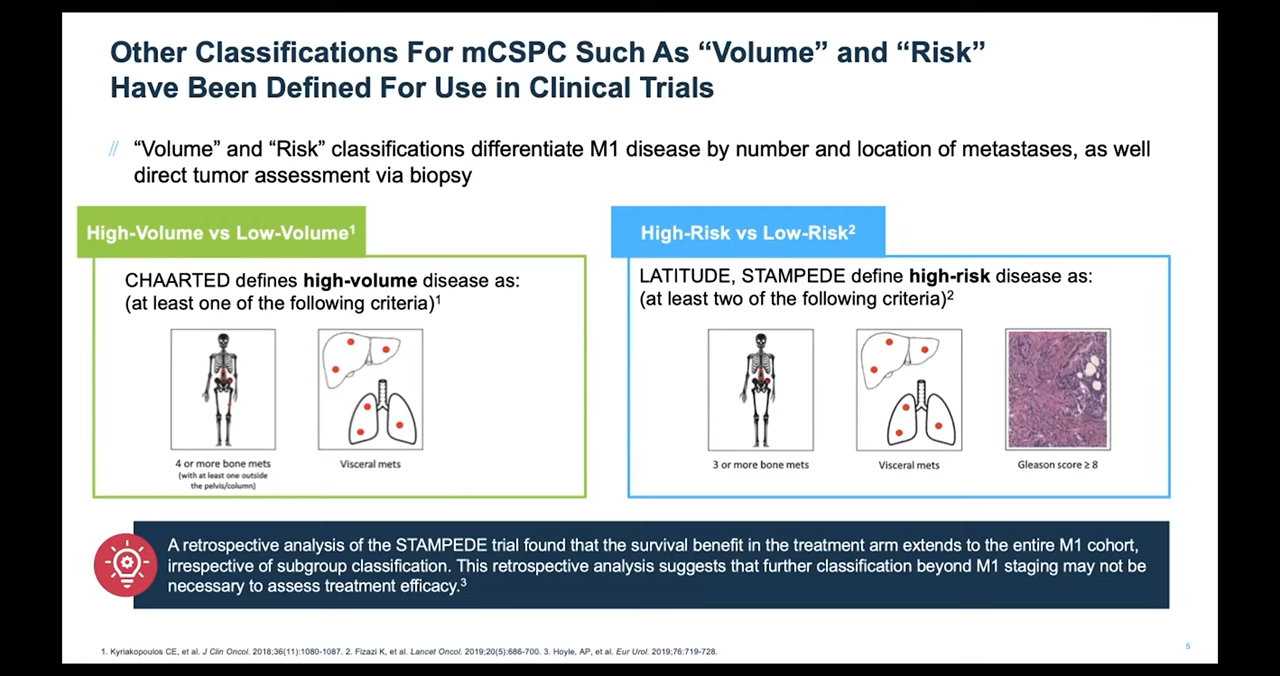 Other Classifications For mCSPC Such As “Volume” and “Risk”
Have Been Defined For Use in Clinical Trials
// “Volume” and “Risk” classifications differentiate M1 disease by number and location of metastases, as well
direct tumor assessment via biopsy
High-Volume vs Low-Volume¹
CHAARTED defines high-volume disease as:
(at least one of the following criteria)¹
4 or more bone mets
(with at least one outside
the pelvis/column)
Visceral mets
High-Risk vs Low-Risk²
LATITUDE, STAMPEDE define high-risk disease as:
(at least two of the following criteria)²
3 or more bone mets
Visceral mets
Gleason score ≥ 8
A retrospective analysis of the STAMPEDE trial found that the survival benefit in the treatment arm extends to the entire M1 cohort,
irrespective of subgroup classification. This retrospective analysis suggests that further classification beyond M1 staging may not be
necessary to assess treatment efficacy.³
1. Kyriakopoulos CE, et al. J Clin Oncol. 2018;36(11):1080-1087. 2. Fizazi K, et al. Lancet Oncol. 2019;20(5):686-700. 3. Hoyle, AP, et al. Eur Urol. 2019;76:719-728.
5